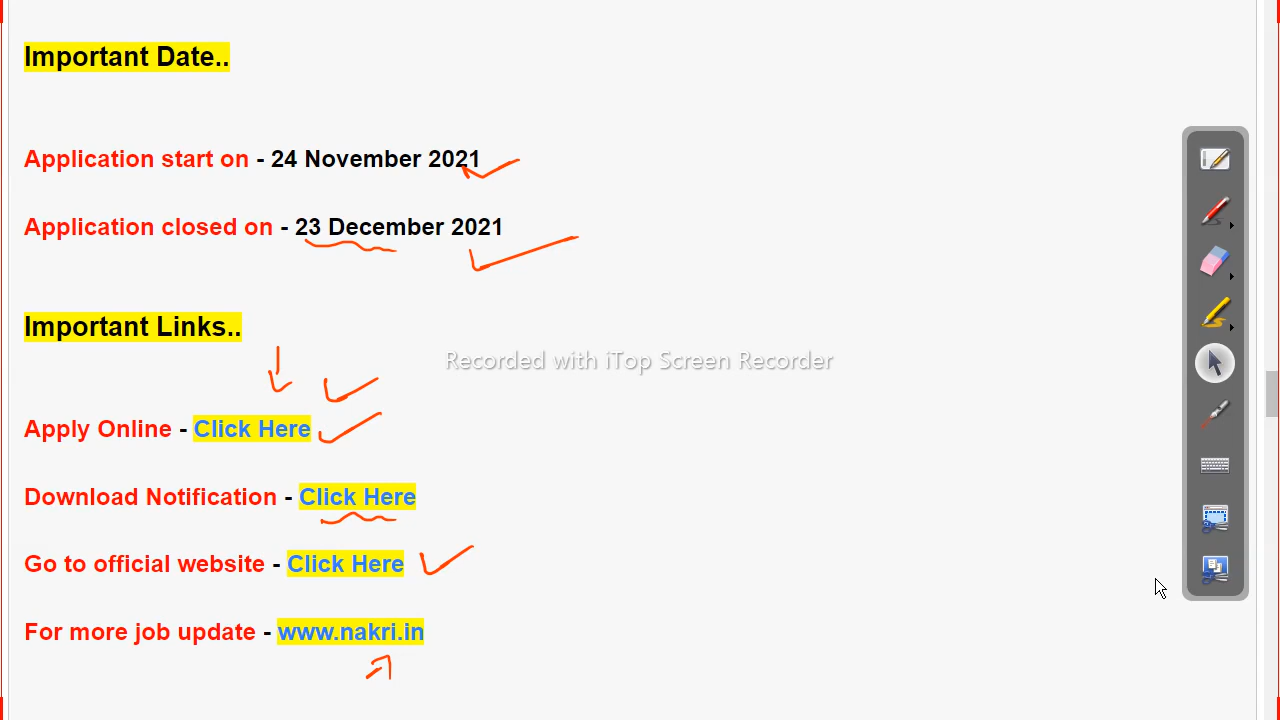 Important Date..
Application start on - 24 November 2021
Application closed on - 23 December 2021
Important Links..
Recorded with iTop Screen Recorder
Apply Online - Click Here
Download Notification - Click Here
Go to official website - Click Here
For more job update - www.nakri.in